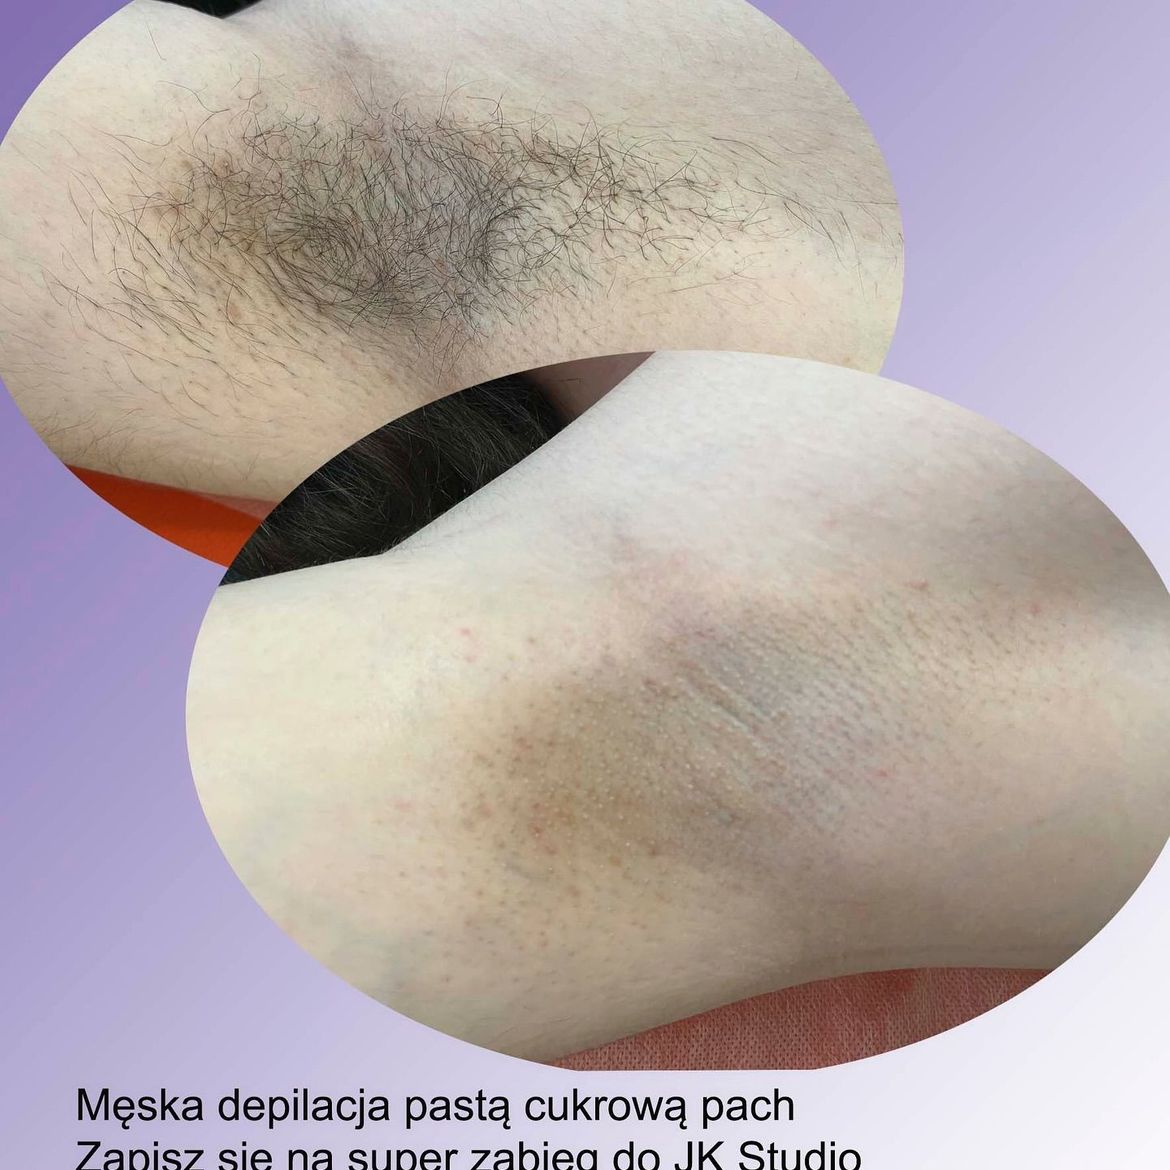 Męska depilacja pastą cukrową pach
Zapisz się na super zabieg do JK Studio